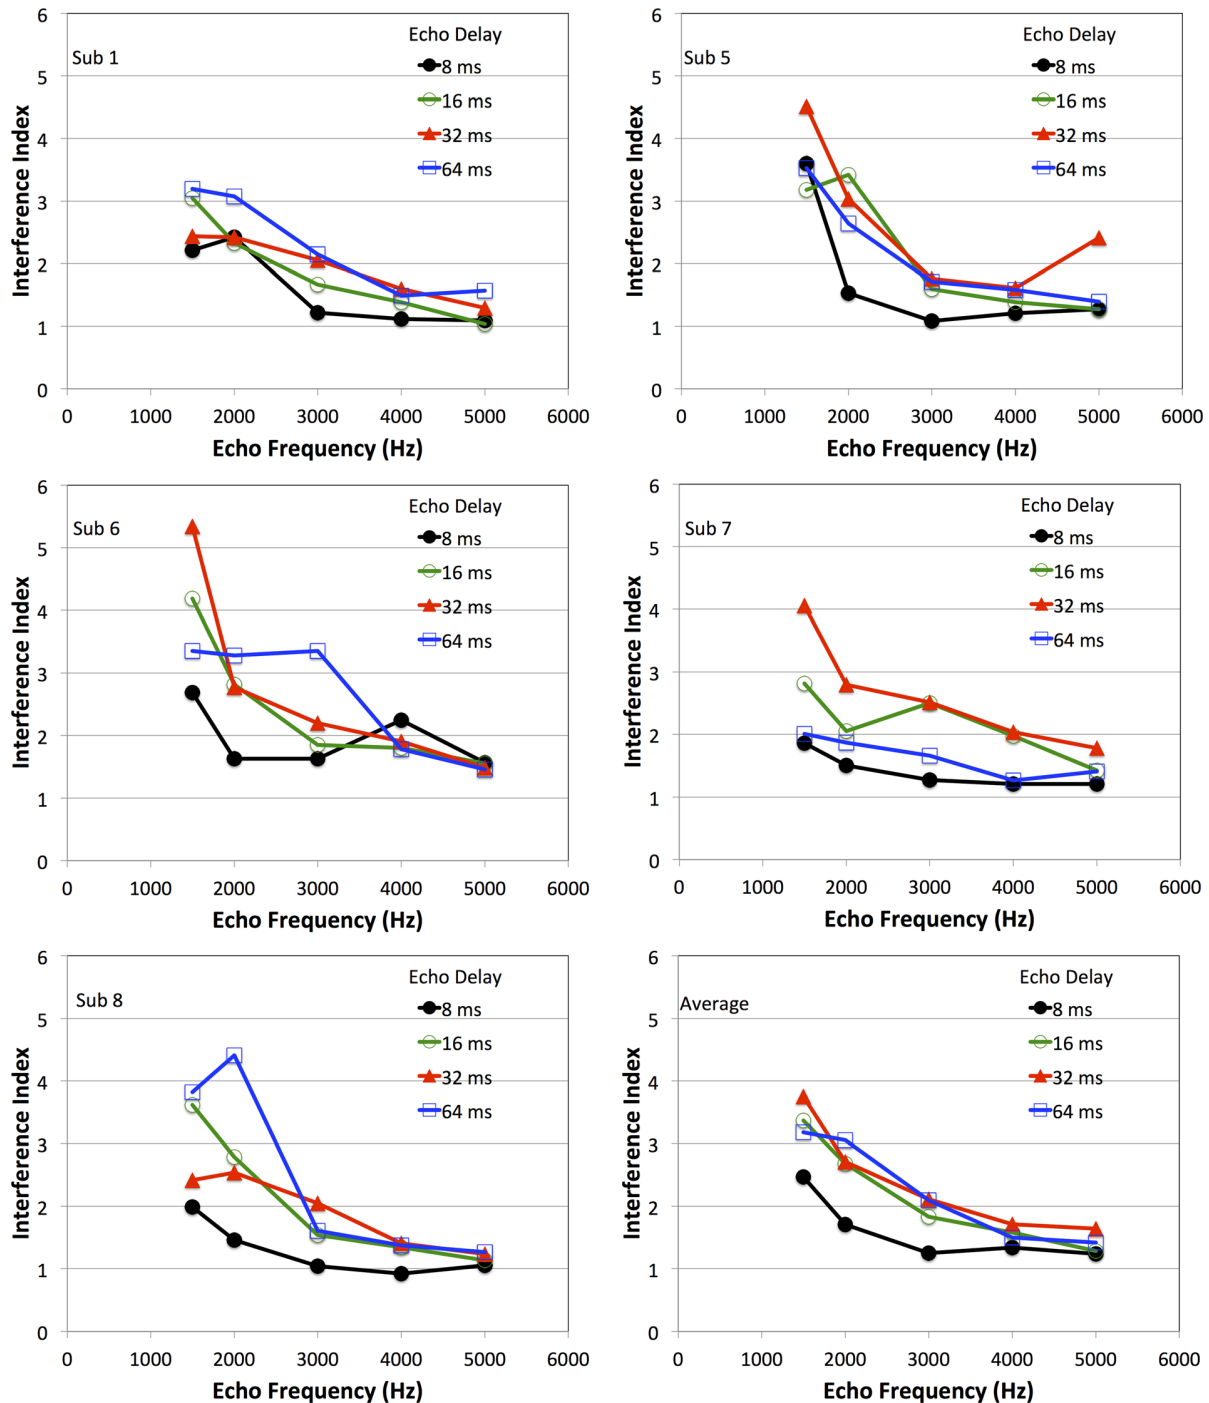 Sub 1
Echo Delay
8 ms
16 ms
32 ms
64 ms
Interference Index
6
5
4
3
2
1
0
0 1000 2000 3000 4000 5000 6000
Echo Frequency (Hz)
Sub 5
Echo Delay
8 ms
16 ms
32 ms
64 ms
Interference Index
6
5
4
3
2
1
0
0 1000 2000 3000 4000 5000 6000
Echo Frequency (Hz)
Sub 6
Echo Delay
8 ms
16 ms
32 ms
64 ms
Interference Index
6
5
4
3
2
1
0
0 1000 2000 3000 4000 5000 6000
Echo Frequency (Hz)
Sub 7
Echo Delay
8 ms
16 ms
32 ms
64 ms
Interference Index
6
5
4
3
2
1
0
0 1000 2000 3000 4000 5000 6000
Echo Frequency (Hz)
Sub 8
Echo Delay
8 ms
16 ms
32 ms
64 ms
Interference Index
6
5
4
3
2
1
0
0 1000 2000 3000 4000 5000 6000
Echo Frequency (Hz)
Average
Echo Delay
8 ms
16 ms
32 ms
64 ms
Interference Index
6
5
4
3
2
1
0
0 1000 2000 3000 4000 5000 6000
Echo Frequency (Hz)